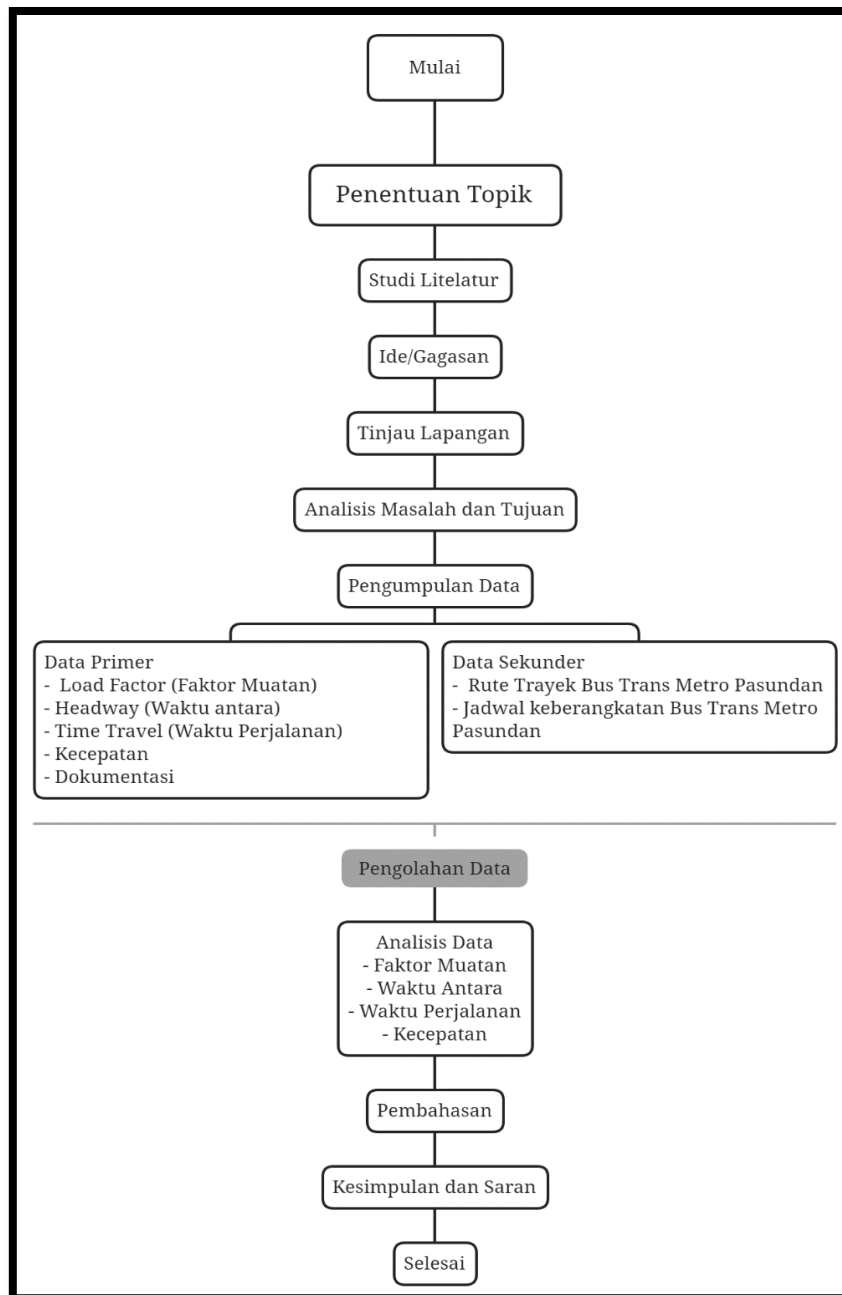 Mulai
Penentuan Topik
Studi Litelatur
Ide/Gagasan
Tinjau Lapangan
Analisis Masalah dan Tujuan
Pengumpulan Data
Data Primer
- Load Factor (Faktor Muatan)
- Headway (Waktu antara)
- Time Travel (Waktu Perjalanan)
- Kecepatan
- Dokumentasi
Data Sekunder
- Rute Trayek Bus Trans Metro Pasundan
- Jadwal keberangkatan Bus Trans Metro
Pasundan
Pengolahan Data
Analisis Data
- Faktor Muatan
- Waktu Antara
- Waktu Perjalanan
- Kecepatan
Pembahasan
Kesimpulan dan Saran
Selesai